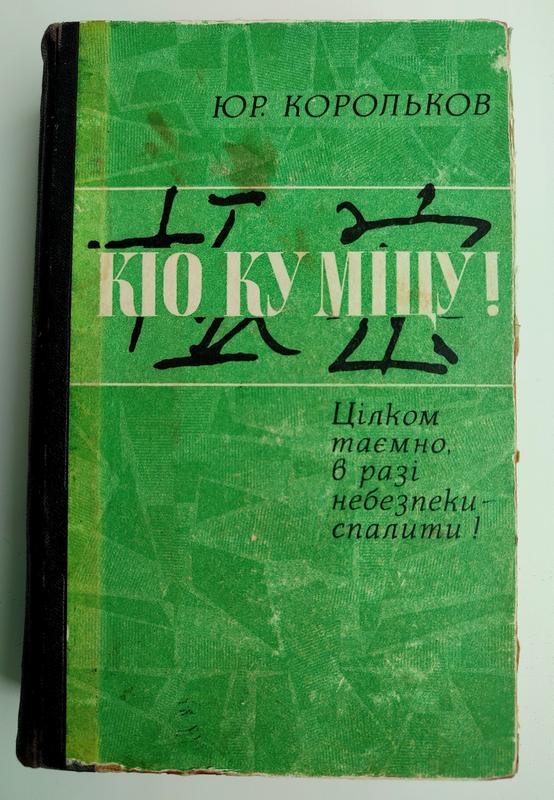 ЮР. КОРОЛЬКОВ
КІО КУ МІЦУ!
Цілком
таємно,
в разі
небезпеки-
спалити!